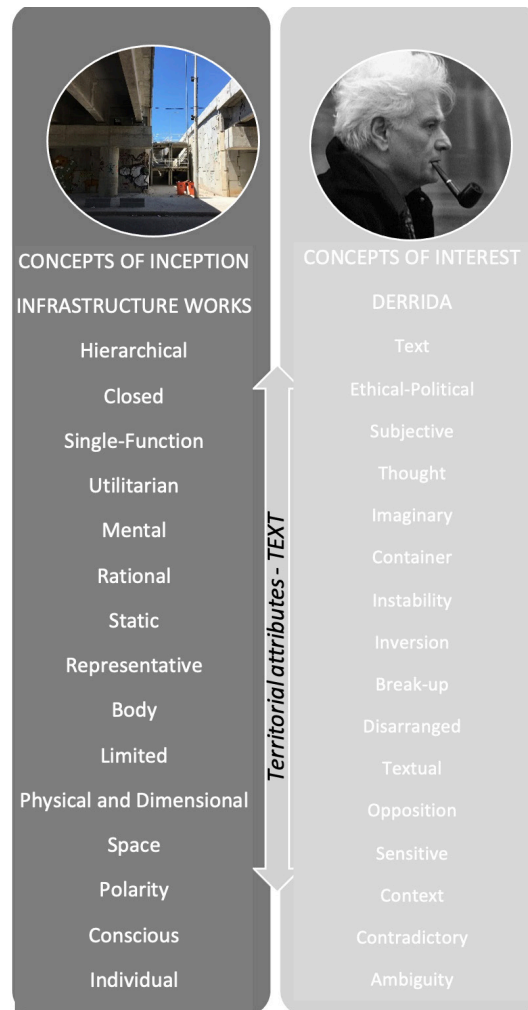 CONCEPTS OF INCEPTION
INFRASTRUCTURE WORKS
Hierarchical
Closed
Single-Function
Utilitarian
Mental
Rational
Static
Representative
Body
Limited
Physical and Dimensional
Space
Polarity
Conscious
Individual
Territorial attributes - TEXT
CONCEPTS OF INTEREST
DERRIDA
Text
Ethical-Political
Subjective
Thought
Imaginary
Container
Instability
Inversion
Break-up
Disarranged
Textual
Opposition
Sensitive
Context
Contradictory
Ambiguity